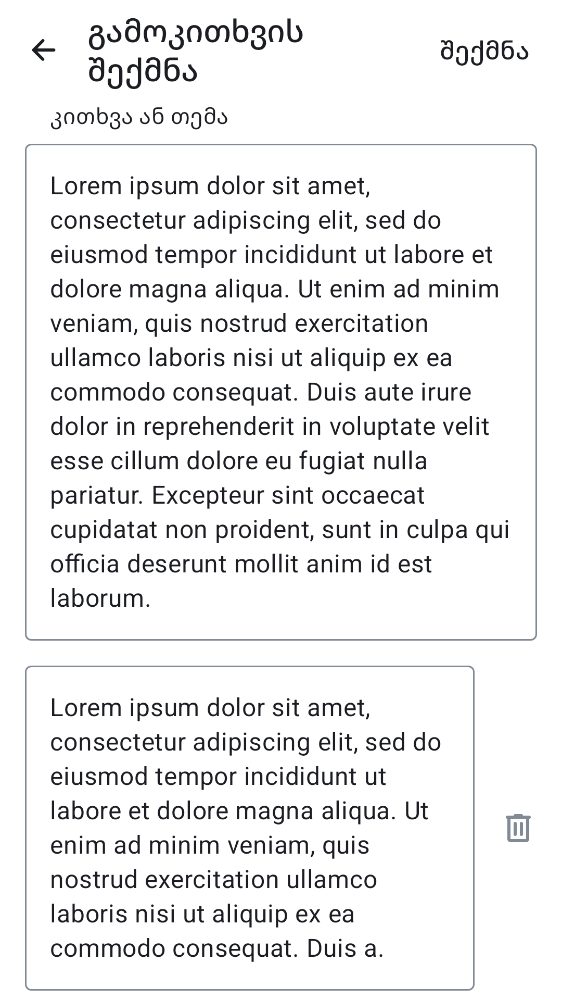 გამოკითხვის
შექმნა
შექმნა
კითხვა ან თემა
Lorem ipsum dolor sit amet,
consectetur adipiscing elit, sed do
eiusmod tempor incididunt ut labore et
dolore magna aliqua. Ut enim ad minim
veniam, quis nostrud exercitation
ullamco laboris nisi ut aliquip ex ea
commodo consequat. Duis aute irure
dolor in reprehenderit in voluptate velit
esse cillum dolore eu fugiat nulla
pariatur. Excepteur sint occaecat
cupidatat non proident, sunt in culpa qui
officia deserunt mollit anim id est
laborum.
Lorem ipsum dolor sit amet,
consectetur adipiscing elit, sed do
eiusmod tempor incididunt ut
labore et dolore magna aliqua. Ut
enim ad minim veniam, quis
nostrud exercitation ullamco
laboris nisi ut aliquip ex ea
commodo consequat. Duis a.